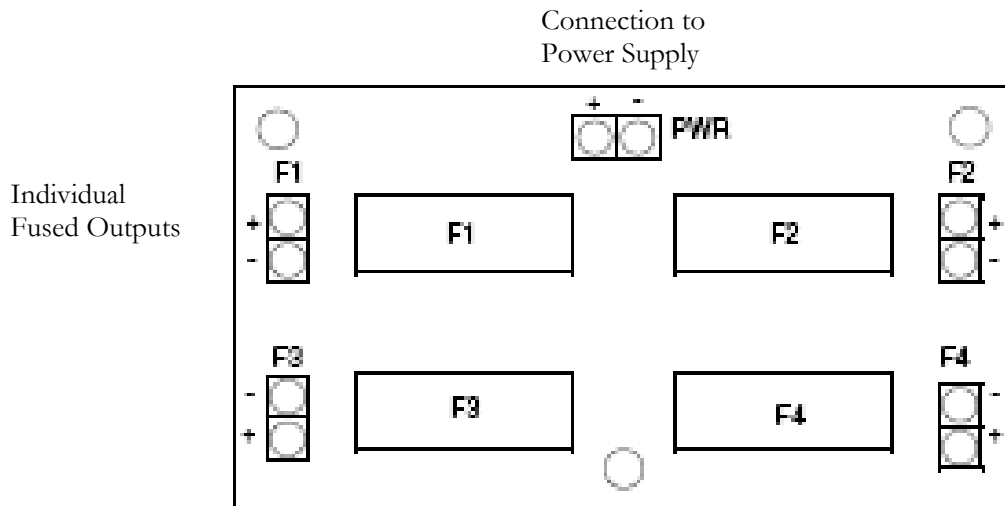 Connection to
Power Supply
+ -
PWR
Individual
Fused Outputs
F1
F2
+
-
F1
F2
+
-
F3
F4
-
+
F3
F4
-
+